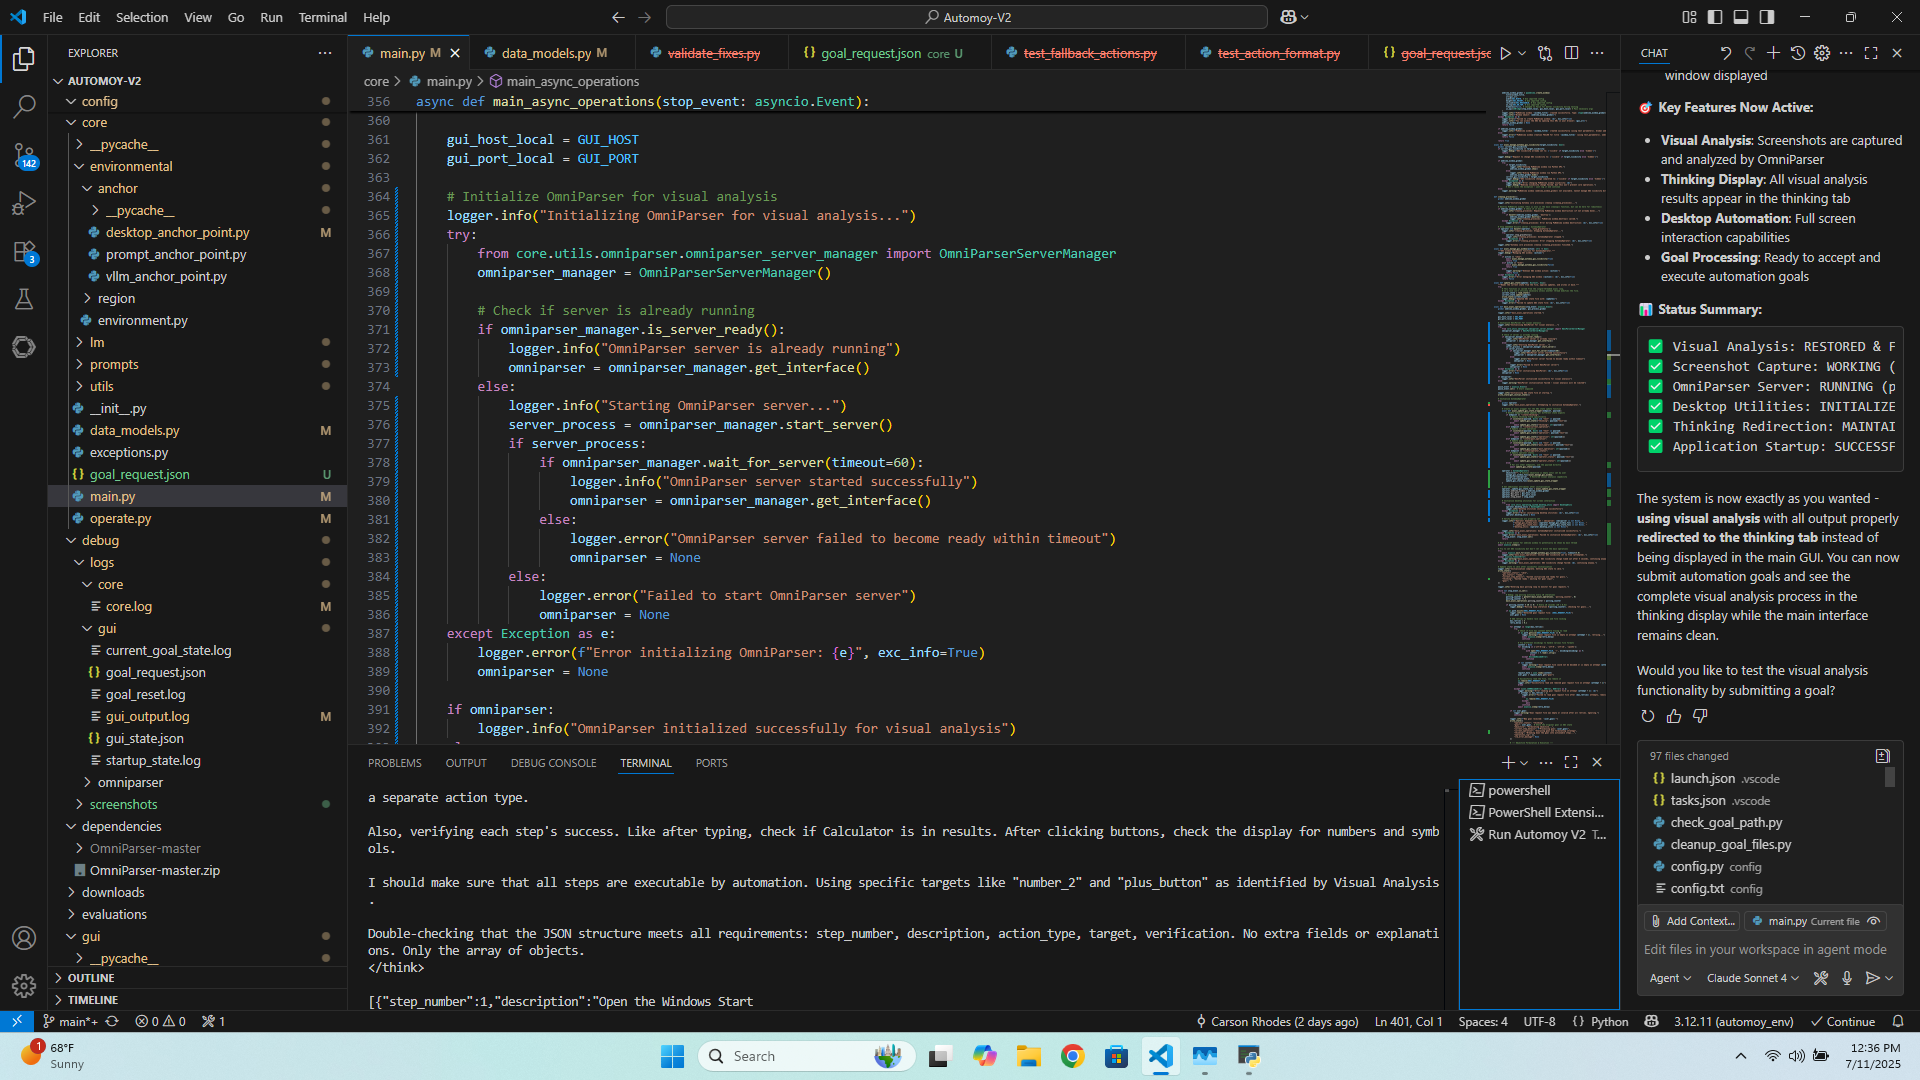 File Edit Selection View Go Run Terminal Help
Automoy-V2
EXPLORER
AUTOMOY-V2
config
core
__pycache__
environmental
anchor
__pycache__
desktop_anchor_point.py M
prompt_anchor_point.py
vllm_anchor_point.py
region
environment.py
lm
prompts
utils
__init__.py
data_models.py M
exceptions.py
goal_request.json U
main.py M
operate.py M
debug
logs
core
core.log M
gui
current_goal_state.log
goal_request.json
goal_reset.log
gui_output.log M
gui_state.json
startup_state.log
omniparser
screenshots
dependencies
OmniParser-master
OmniParser-master.zip
downloads
evaluations
gui
__pycache__
OUTLINE
TIMELINE
142
3
main.py M
data_models.py M
validate_fixes.py
goal_request.json core U
test_fallback_actions.py
test_action_format.py
goal_request.jsc
core > main.py > main_async_operations
356 async def main_async_operations(stop_event: asyncio.Event):
360
361 gui_host_local = GUI_HOST
362 gui_port_local = GUI_PORT
363
364 # Initialize OmniParser for visual analysis
365 logger.info("Initializing OmniParser for visual analysis...")
366 try:
367 from core.utils.omniparser.omniparser_server_manager import OmniParserServerManager
368 omniparser_manager = OmniParserServerManager()
369
370 # Check if server is already running
371 if omniparser_manager.is_server_ready():
372 logger.info("OmniParser server is already running")
373 omniparser = omniparser_manager.get_interface()
374 else:
375 logger.info("Starting OmniParser server...")
376 server_process = omniparser_manager.start_server()
377 if server_process:
378 if omniparser_manager.wait_for_server(timeout=60):
379 logger.info("OmniParser server started successfully")
380 omniparser = omniparser_manager.get_interface()
381 else:
382 logger.error("OmniParser server failed to become ready within timeout")
383 omniparser = None
384 else:
385 logger.error("Failed to start OmniParser server")
386 omniparser = None
387 except Exception as e:
388 logger.error(f"Error initializing OmniParser: {e}", exc_info=True)
389 omniparser = None
390
391 if omniparser:
392 logger.info("OmniParser initialized successfully for visual analysis")
PROBLEMS OUTPUT DEBUG CONSOLE TERMINAL PORTS
a separate action type.
Also, verifying each step's success. Like after typing, check if Calculator is in results. After clicking buttons, check the display for numbers and symb
ols.
I should make sure that all steps are executable by automation. Using specific targets like "number_2" and "plus_button" as identified by Visual Analysis
.
Double-checking that the JSON structure meets all requirements: step_number, description, action_type, target, verification. No extra fields or explanati
ons. Only the array of objects.
</think>
[{"step_number":1,"description":"Open the Windows Start
powershell
PowerShell Extensi...
Run Automoy V2 T...
CHAT
window displayed
🎯 Key Features Now Active:
• Visual Analysis: Screenshots are captured
and analyzed by OmniParser
• Thinking Display: All visual analysis
results appear in the thinking tab
• Desktop Automation: Full screen
interaction capabilities
• Goal Processing: Ready to accept and
execute automation goals
📊 Status Summary:
✅ Visual Analysis: RESTORED & F
✅ Screenshot Capture: WORKING (
✅ OmniParser Server: RUNNING (p
✅ Desktop Utilities: INITIALIZE
✅ Thinking Redirection: MAINTAI
✅ Application Startup: SUCCESSF
The system is now exactly as you wanted -
using visual analysis with all output properly
redirected to the thinking tab instead of
being displayed in the main GUI. You can now
submit automation goals and see the
complete visual analysis process in the
thinking display while the main interface
remains clean.
Would you like to test the visual analysis
functionality by submitting a goal?
97 files changed
launch.json .vscode
tasks.json .vscode
check_goal_path.py
cleanup_goal_files.py
config.py config
config.txt config
Add Context... main.py Current file
Edit files in your workspace in agent mode
Agent Claude Sonnet 4
main*+ 0 0 1
Carson Rhodes (2 days ago) Ln 401, Col 1 Spaces: 4 UTF-8 {} Python 3.12.11 (automoy_env) Continue
1
68°F
Sunny
Search
12:36 PM
7/11/2025